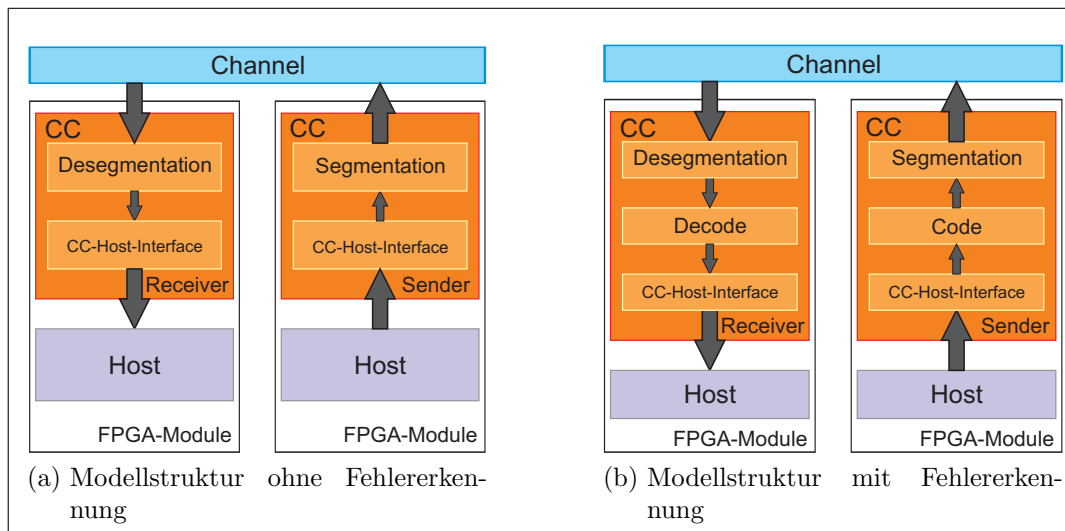 Channel
CC
Desegmentation
CC-Host-Interface
Receiver
Host
FPGA-Module
CC
Segmentation
CC-Host-Interface
Sender
Host
FPGA-Module
(a) Modellstruktur ohne Fehlererken-
nung
Channel
CC
Desegmentation
Decode
CC-Host-Interface
Receiver
Host
FPGA-Module
CC
Segmentation
Code
CC-Host-Interface
Sender
Host
FPGA-Module
(b) Modellstruktur mit Fehlererken-
nung